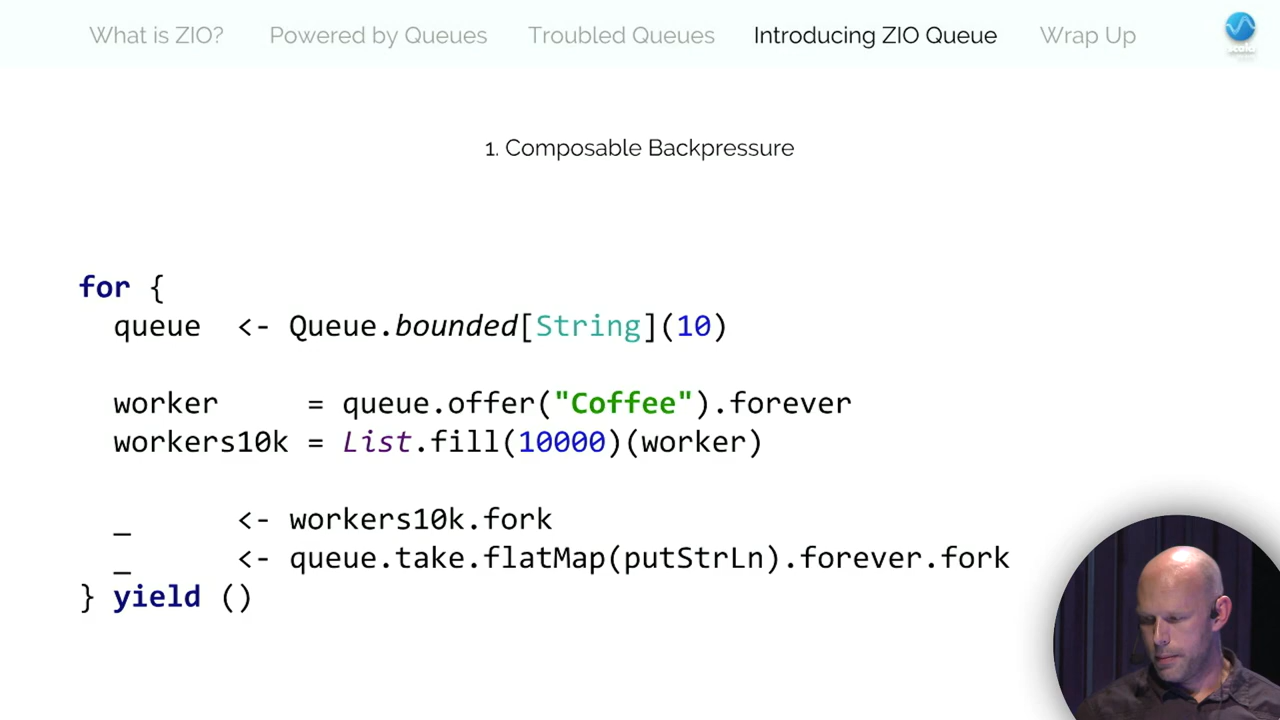 What is ZIO? Powered by Queues Troubled Queues Introducing ZIO Queue Wrap Up
scala
1. Composable Backpressure
for {
  queue  <- Queue.bounded[String](10)
  worker     = queue.offer("Coffee").forever
  workers10k = List.fill(10000)(worker)
  _      <- workers10k.fork
  _      <- queue.take.flatMap(putStrLn).forever.fork
} yield ()